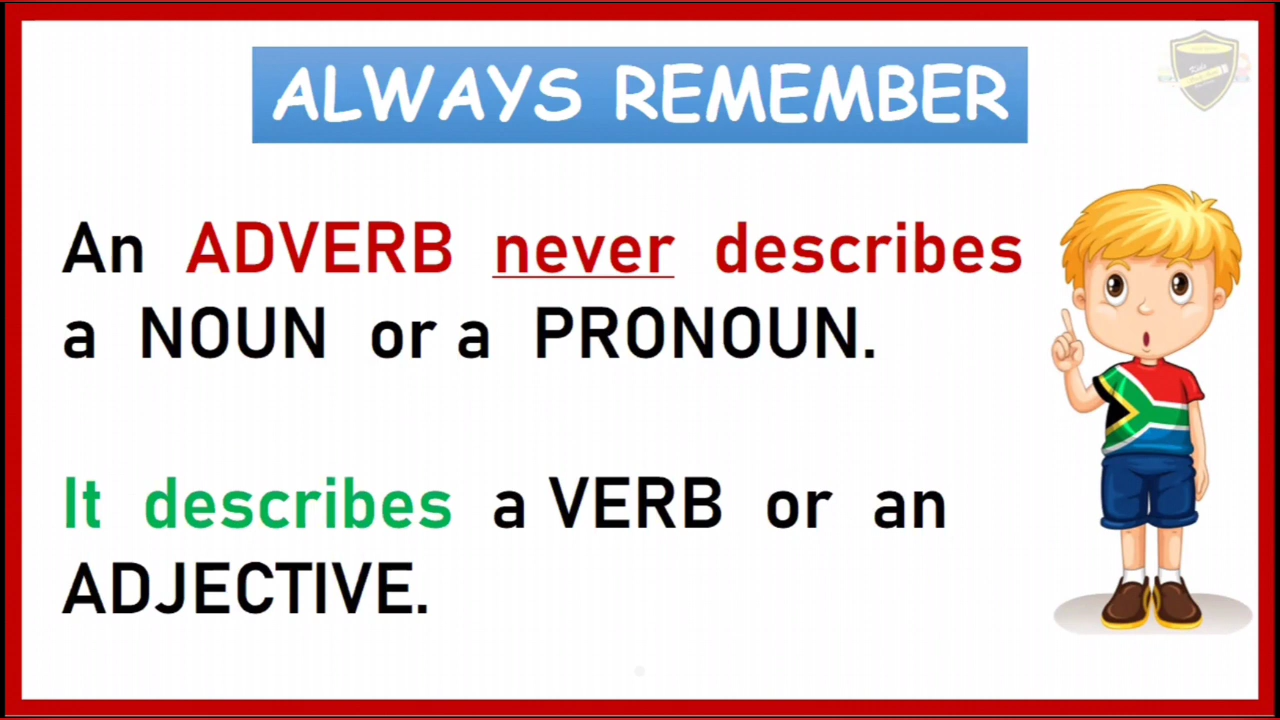 ALWAYS REMEMBER
An ADVERB never describes
a NOUN or a PRONOUN.
It describes a VERB or an
ADJECTIVE.